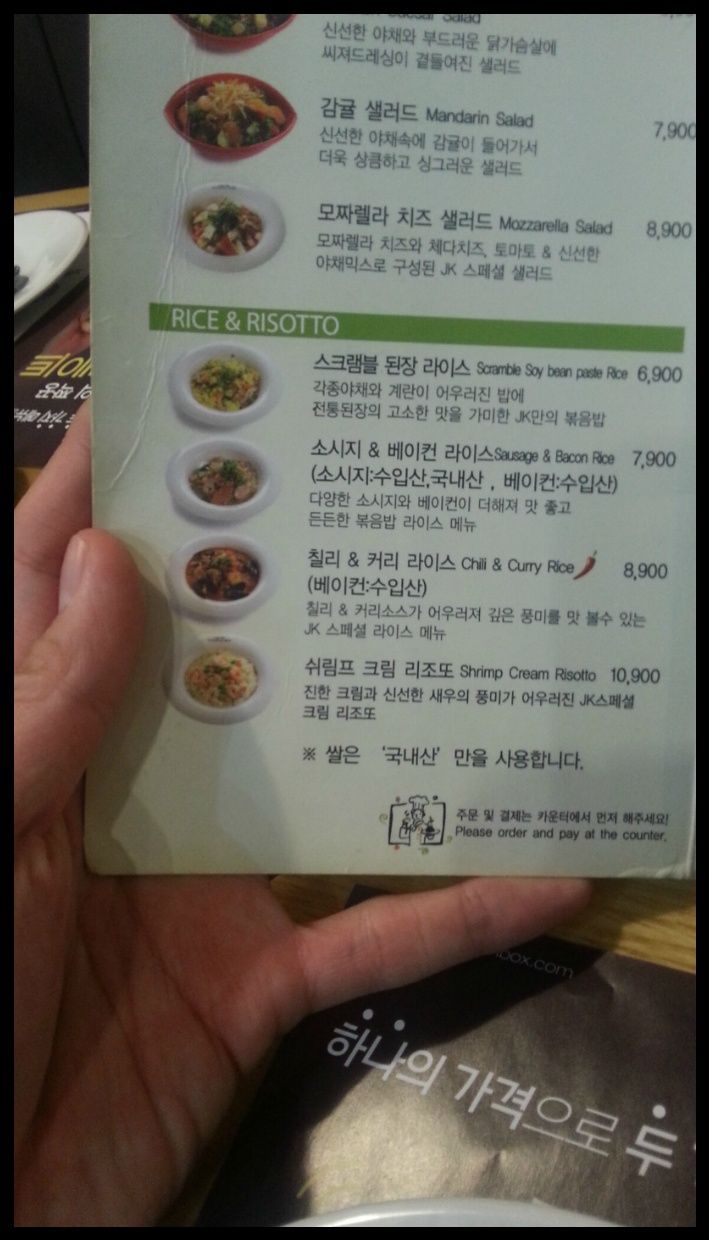 Salad
신선한 야채와 부드러운 닭가슴살에
씨져드레싱이 곁들여진 샐러드
감귤 샐러드 Mandarin Salad 7,900
신선한 야채속에 감귤이 들어가서
더욱 상큼하고 싱그러운 샐러드
모짜렐라 치즈 샐러드 Mozzarella Salad 8,900
모짜렐라 치즈와 체다치즈, 토마토 & 신선한
야채믹스로 구성된 JK 스페셜 샐러드
RICE & RISOTTO
스크램블 된장 라이스 Scramble Soy bean paste Rice 6,900
각종야채와 계란이 어우러진 밥에
전통된장의 고소한 맛을 가미한 JK만의 볶음밥
소시지 & 베이컨 라이스 Sausage & Bacon Rice 7,900
(소시지:수입산,국내산 , 베이컨:수입산)
다양한 소시지와 베이컨이 더해져 맛 좋고
든든한 볶음밥 라이스 메뉴
칠리 & 커리 라이스 Chili & Curry Rice 8,900
(베이컨:수입산)
칠리 & 커리소스가 어우러져 깊은 풍미를 맛 볼수 있는
JK 스페셜 라이스 메뉴
쉬림프 크림 리조또 Shrimp Cream Risotto 10,900
진한 크림과 신선한 새우의 풍미가 어우러진 JK스페셜
크림 리조또
※ 쌀은 '국내산' 만을 사용합니다.
주문 및 결제는 카운터에서 먼저 해주세요!
Please order and pay at the counter.
box.com
하나의 가격으로 두